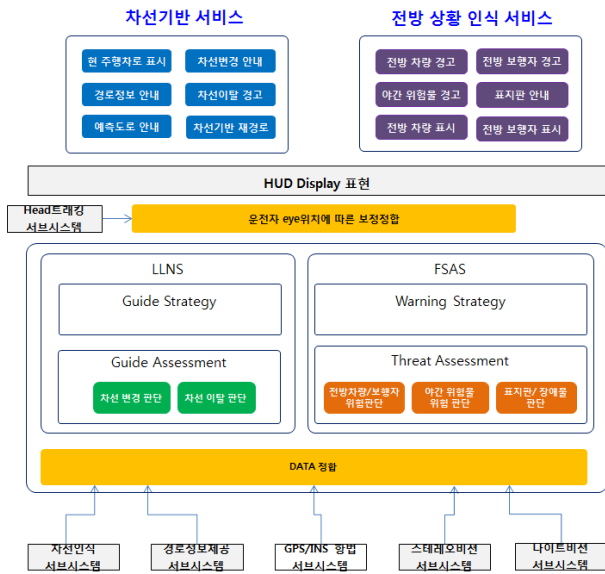 차선기반 서비스
전방 상황 인식 서비스
현 주행차로 표시
차선변경 안내
경로정보 안내
차선이탈 경고
예측도로 안내
차선기반 재경로
전방 차량 경고
전방 보행자 경고
야간 위험물 경고
표지판 안내
전방 차량 표시
전방 보행자 표시
HUD Display 표현
Head트래킹
서브시스템
운전자 eye위치에 따른 보정정합
LLNS
Guide Strategy
Guide Assessment
차선 변경 판단
차선 이탈 판단
FSAS
Warning Strategy
Threat Assessment
전방차량/보행자
위험판단
야간 위험물
위험 판단
표지판/ 장애물
판단
DATA 정합
차선인식
서브시스템
경로정보제공
서브시스템
GPS/INS 항법
서브시스템
스테레오비전
서브시스템
나이트비전
서브시스템